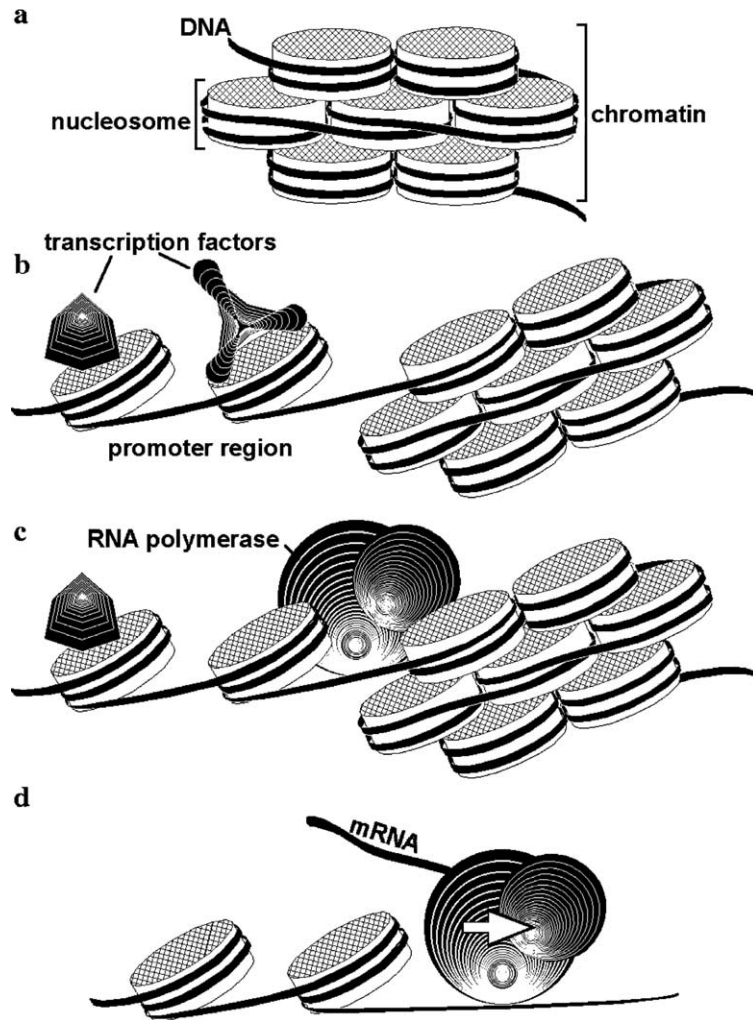 a
DNA
nucleosome
chromatin
transcription factors
b
promoter region
c
RNA polymerase
d
mRNA